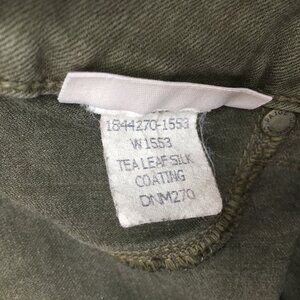 1844270-1553
W1553
TEA LEAF SILK
COATING
DNM270